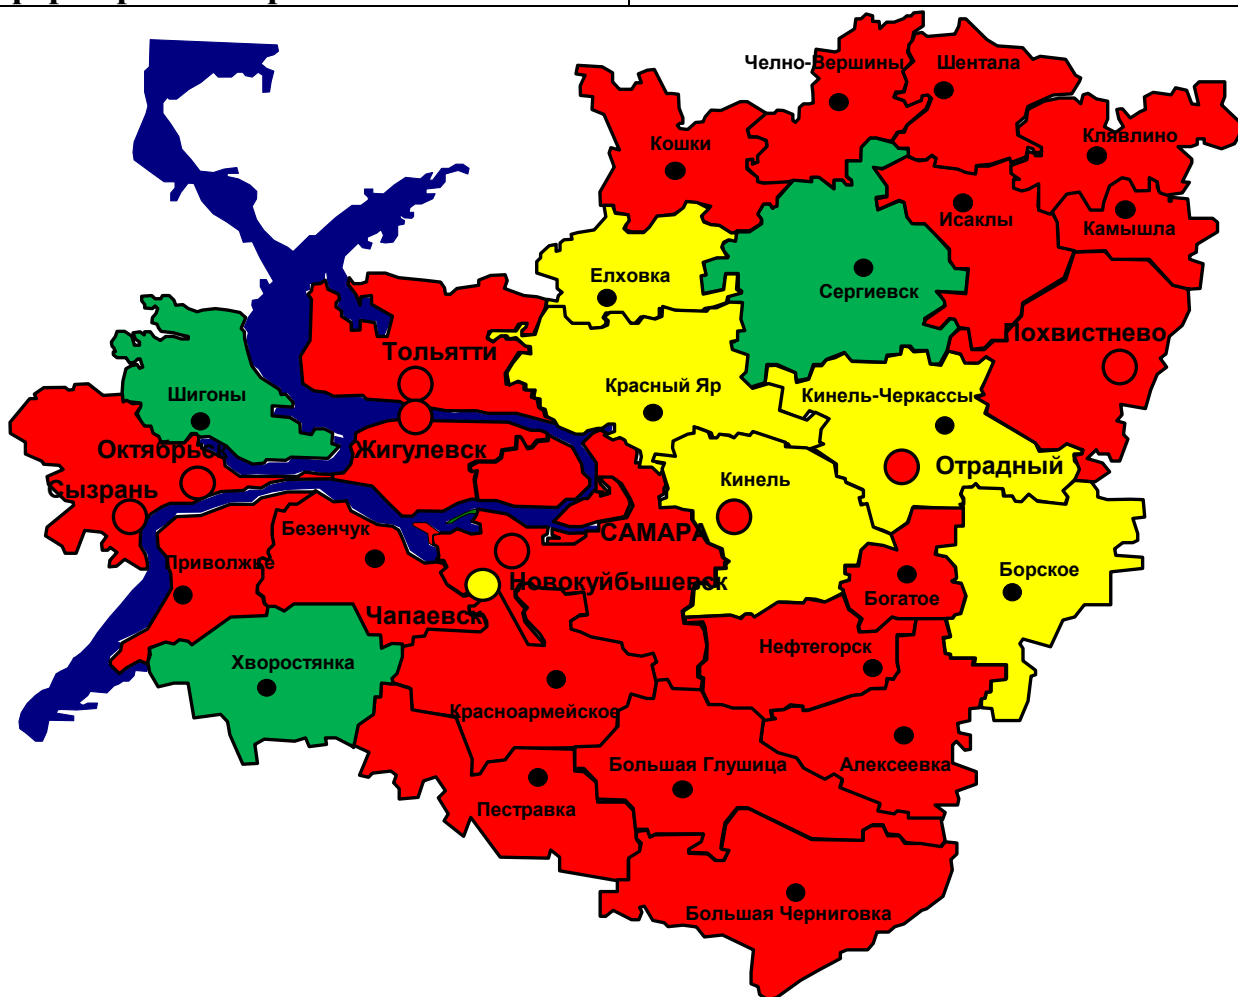 Челно-Вершины
Шентала
Кошки
Клявлино
Исаклы
Камышла
Елховка
Сергиевск
Похвистнево
Тольятти
Шигоны
Красный Яр
Кинель-Черкассы
Октябрьск
Жигулевск
Отрадный
Сызрань
Кинель
Безенчук
САМАРА
Приволжье
Новокуйбышевск
Борское
Богатое
Чапаевск
Хворостянка
Нефтегорск
Красноармейское
Большая Глушица
Алексеевка
Пестравка
Большая Черниговка